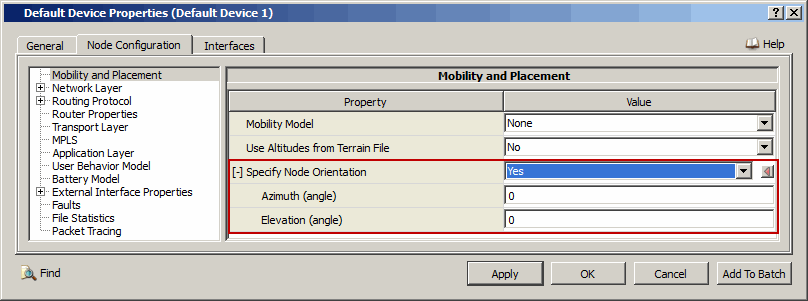 Default Device Properties (Default Device 1)
General
Node Configuration
Interfaces
Help
Mobility and Placement
Network Layer
Routing Protocol
Router Properties
Transport Layer
MPLS
Application Layer
User Behavior Model
Battery Model
External Interface Properties
Faults
File Statistics
Packet Tracing
Mobility and Placement
Property Value
Mobility Model None
Use Altitudes from Terrain File No
[-] Specify Node Orientation Yes
Azimuth (angle) 0
Elevation (angle) 0
Find
Apply
OK
Cancel
Add To Batch